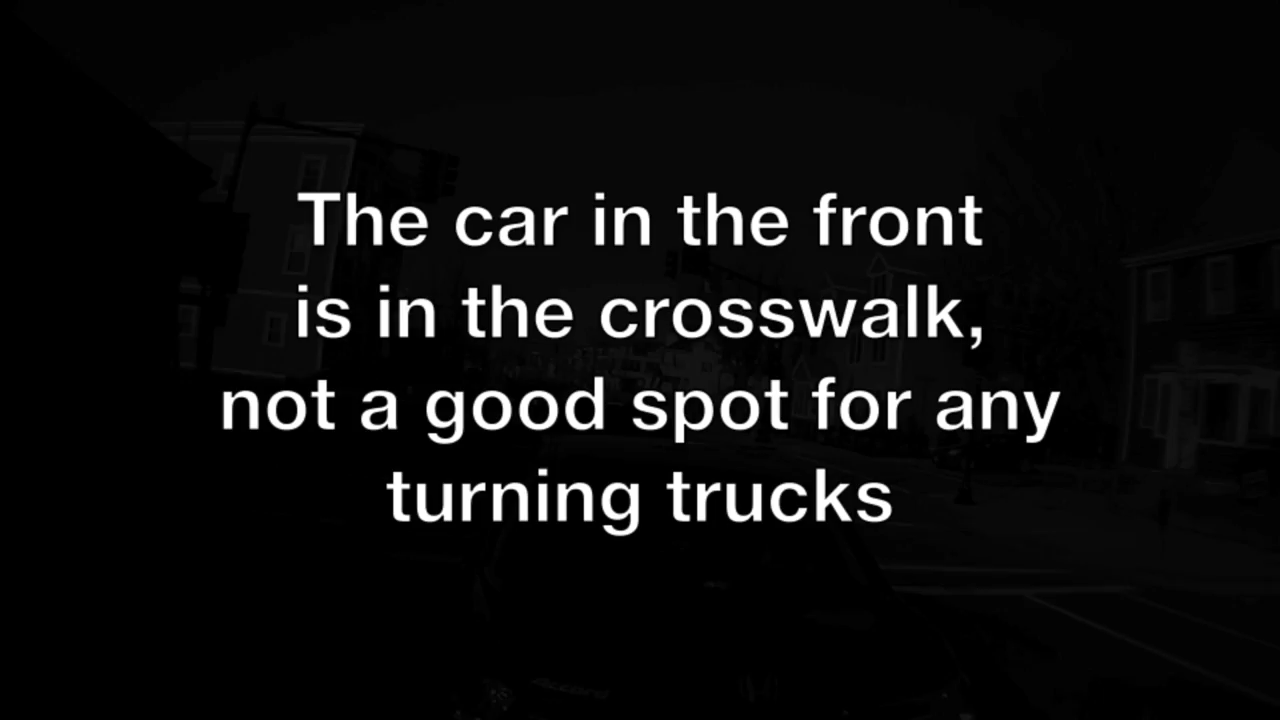 The car in the front
is in the crosswalk,
not a good spot for any
turning trucks